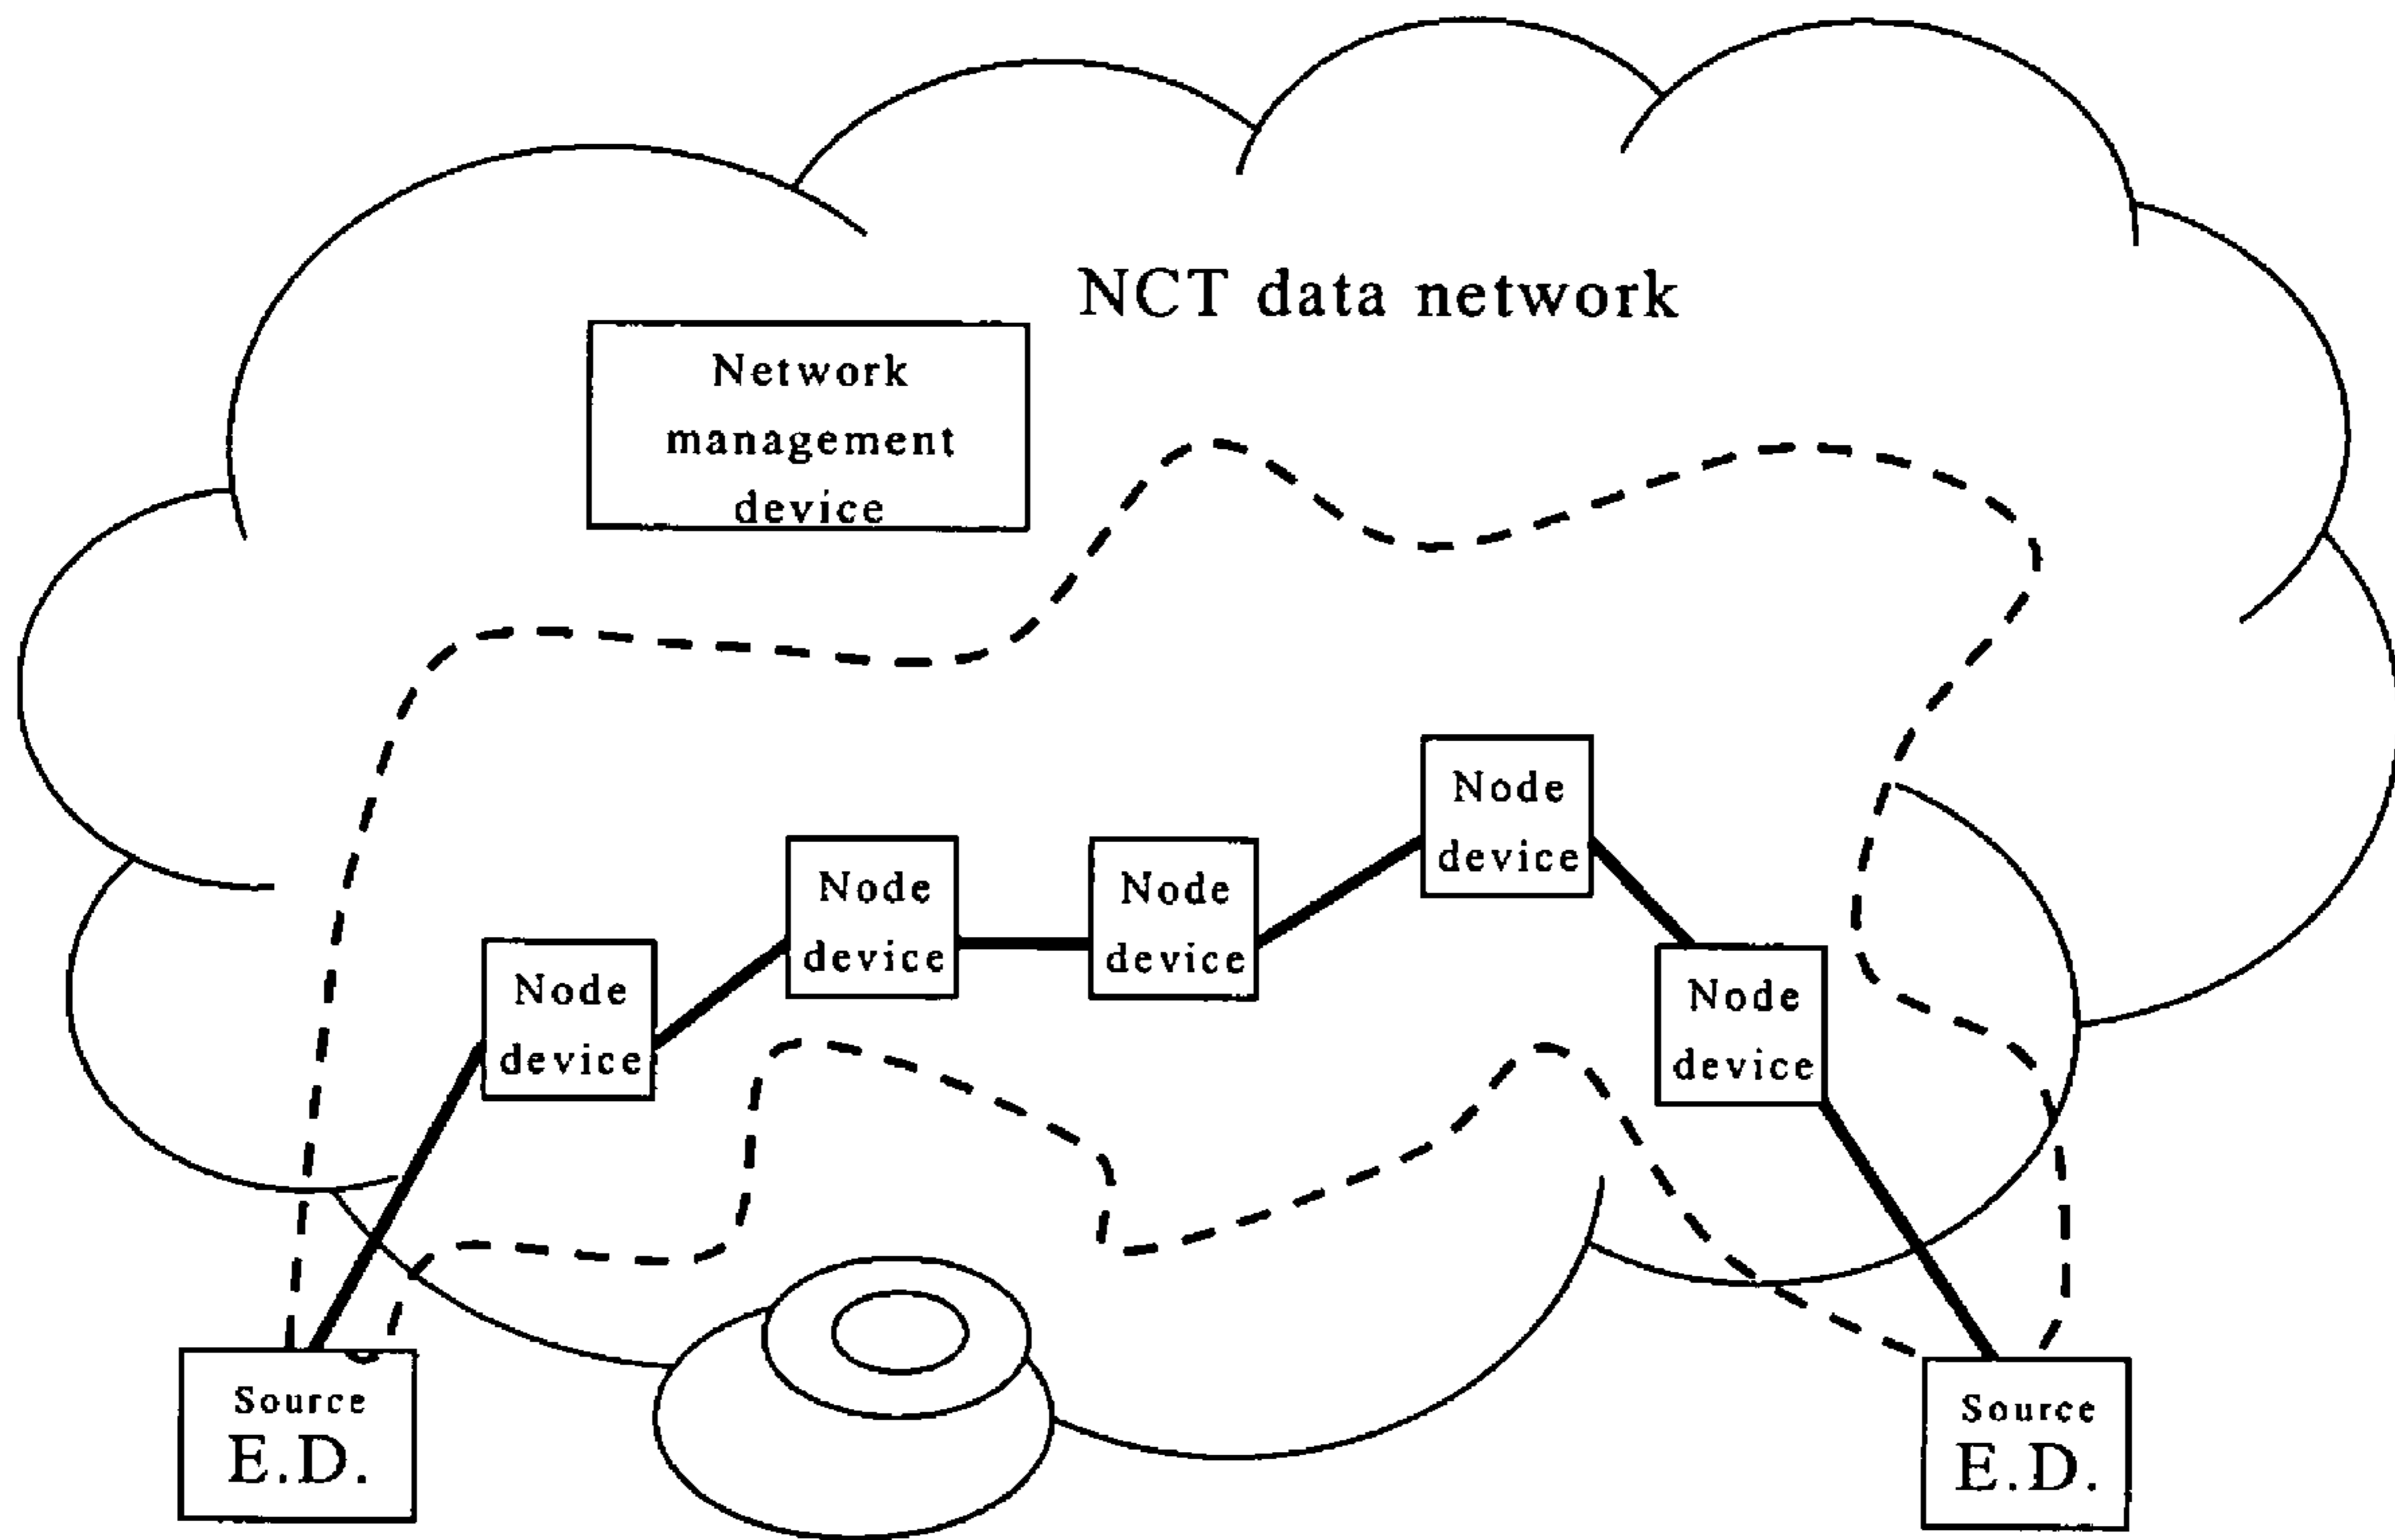 NCT data network
Network
management
device
Node
device
Node
device
Node
device
Node
device
Node
device
Source
E.D.
Source
E.D.